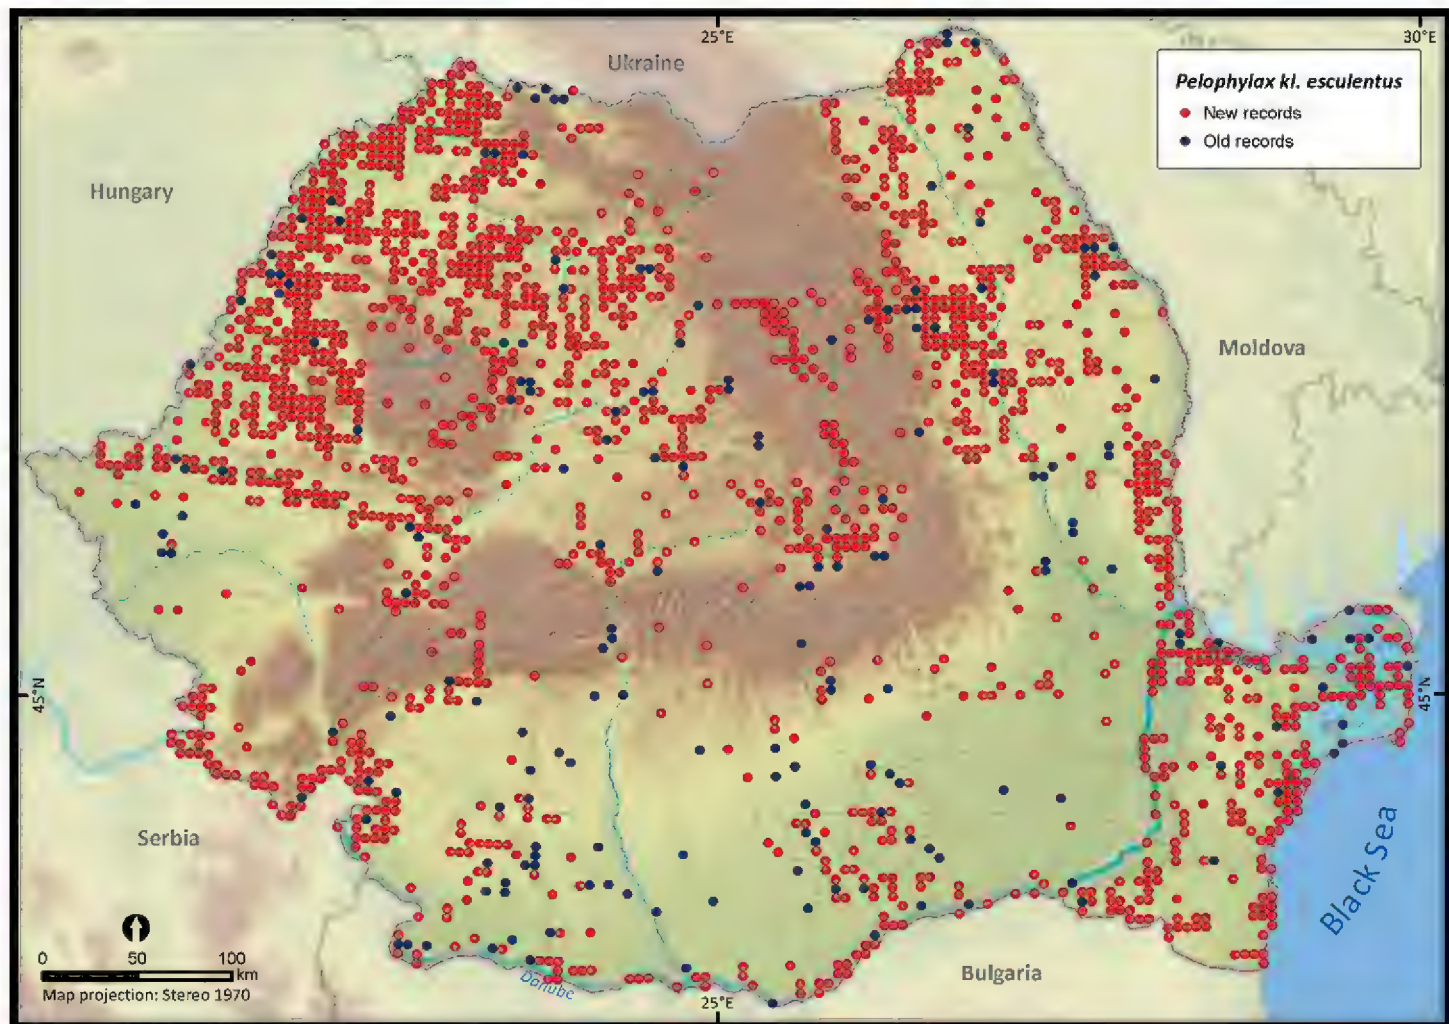 25°E
30°E
Ukraine
Pelophylax kl. esculentus
New records
Old records
Hungary
Moldova
45°N
45°N
Serbia
Black Sea
0 50 100
km
Map projection: Stereo 1970
Danube
Bulgaria
25°E